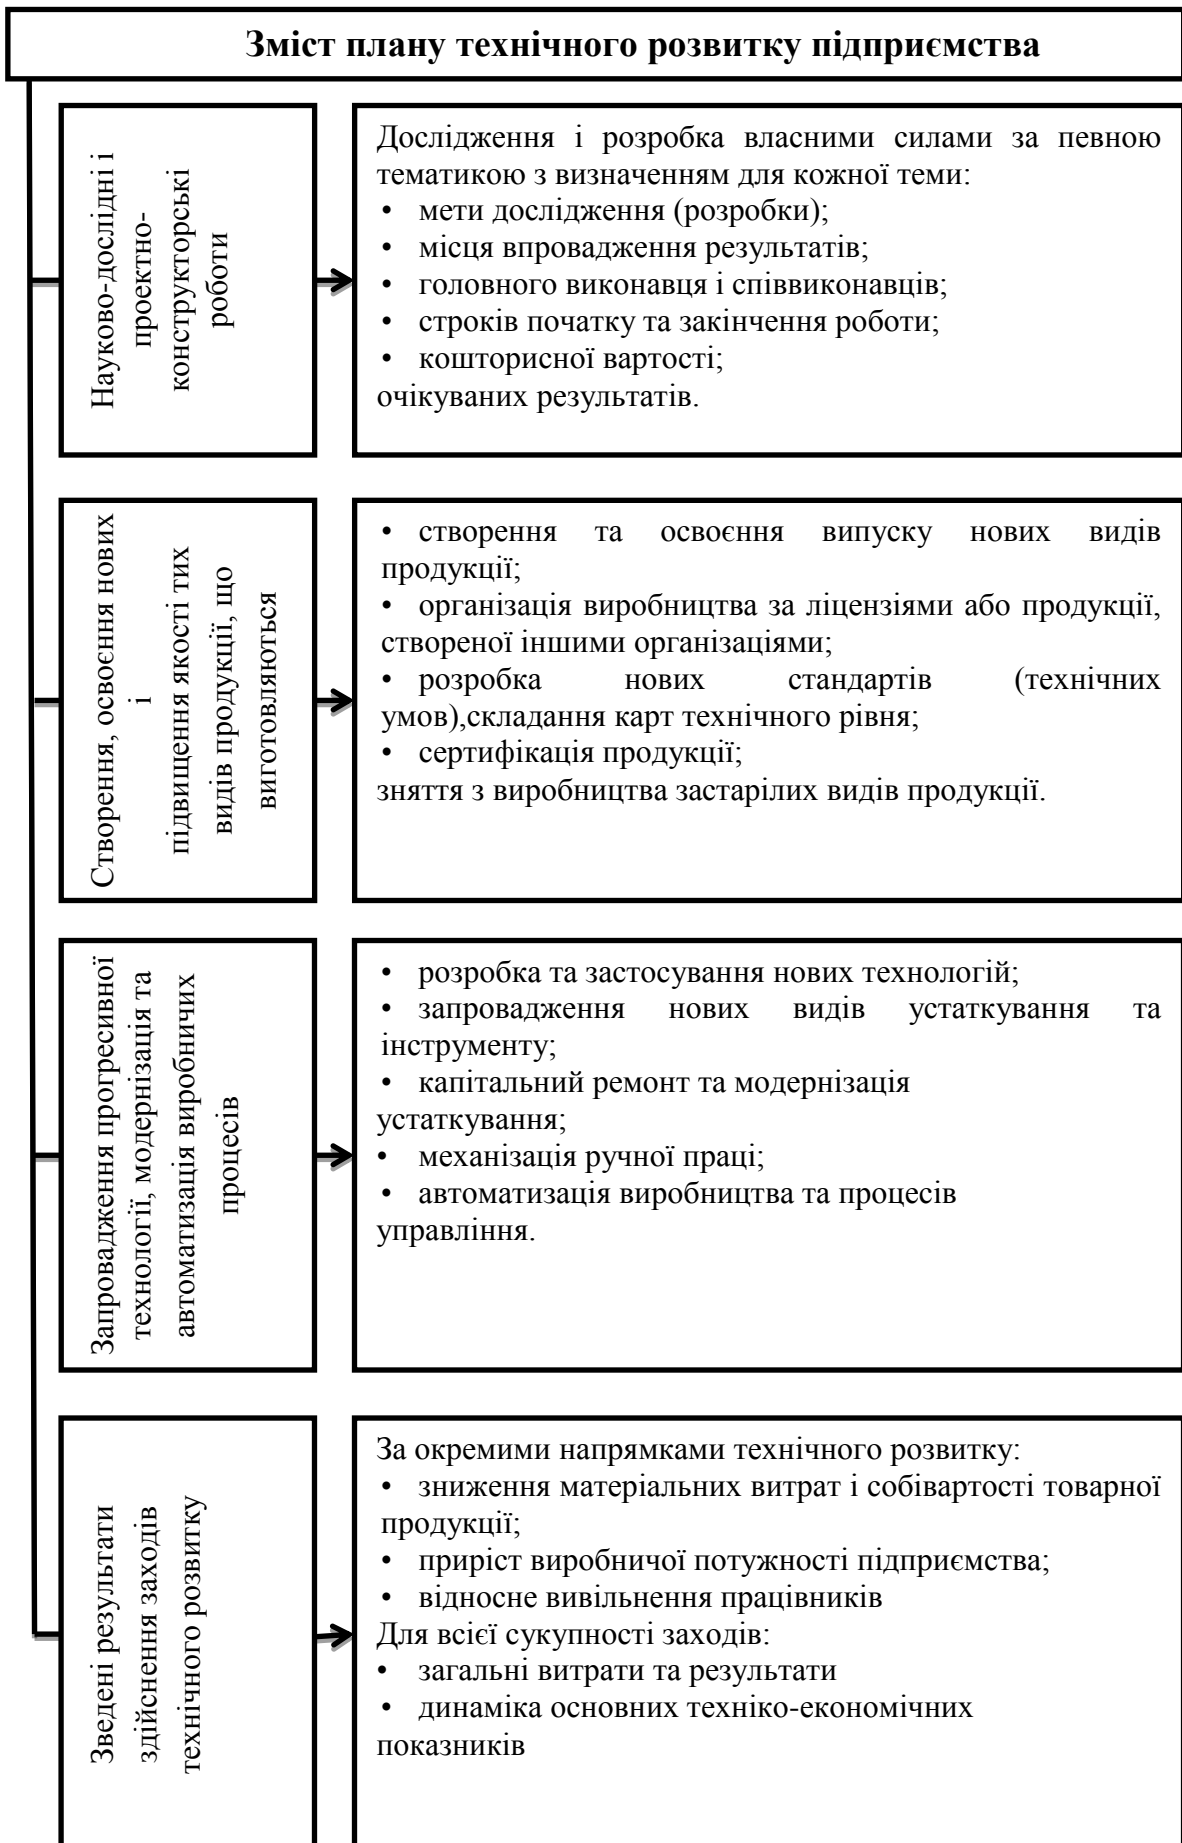 Зміст плану технічного розвитку підприємства
Науково-дослідні і
проектно-
конструкторські
роботи
Дослідження і розробка власними силами за певною
тематикою з визначенням для кожної теми:
• мети дослідження (розробки);
• місця впровадження результатів;
• головного виконавця і співвиконавців;
• строків початку та закінчення роботи;
• кошторисної вартості;
очікуваних результатів.
Створення, освоєння нових
і
підвищення якості тих
видів продукції, що
виготовляються
• створення та освоєння випуску нових видів
продукції;
• організація виробництва за ліцензіями або продукції,
створеної іншими організаціями;
• розробка нових стандартів (технічних
умов),складання карт технічного рівня;
• сертифікація продукції;
зняття з виробництва застарілих видів продукції.
Запровадження прогресивної
технології, модернізація та
автоматизація виробничих
процесів
• розробка та застосування нових технологій;
• запровадження нових видів устаткування та
інструменту;
• капітальний ремонт та модернізація
устаткування;
• механізація ручної праці;
• автоматизація виробництва та процесів
управління.
Зведені результати
здійснення заходів
технічного розвитку
За окремими напрямками технічного розвитку:
• зниження матеріальних витрат і собівартості товарної
продукції;
• приріст виробничої потужності підприємства;
• відносне вивільнення працівників
Для всієї сукупності заходів:
• загальні витрати та результати
• динаміка основних техніко-економічних
показників